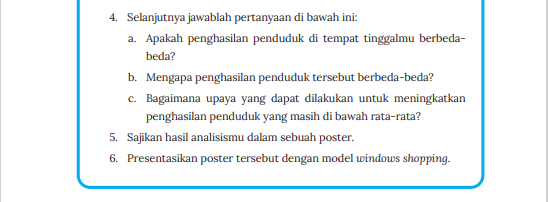 4. Selanjutnya jawablah pertanyaan di bawah ini:
a. Apakah penghasilan penduduk di tempat tinggalmu berbeda-
beda?
b. Mengapa penghasilan penduduk tersebut berbeda-beda?
c. Bagaimana upaya yang dapat dilakukan untuk meningkatkan
penghasilan penduduk yang masih di bawah rata-rata?
5. Sajikan hasil analisismu dalam sebuah poster.
6. Presentasikan poster tersebut dengan model windows shopping.